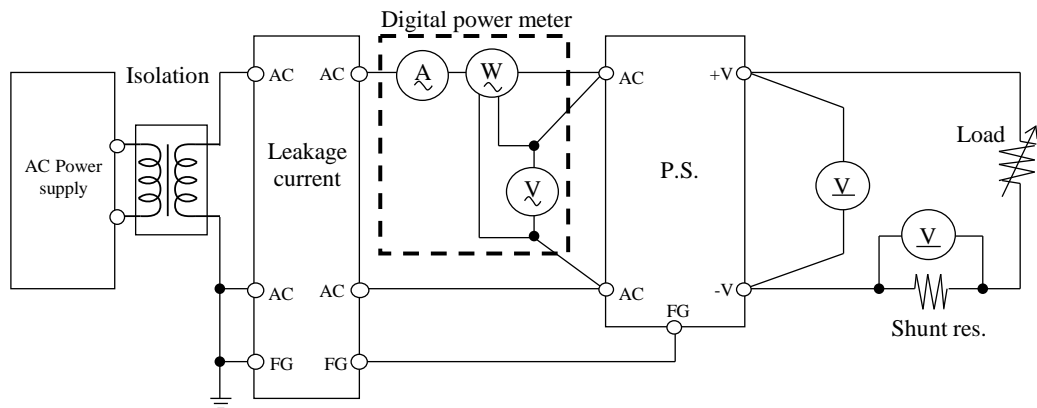 Digital power meter
Isolation
AC Power
supply
AC
AC
FG
Leakage
current
AC
AC
FG
A
W
V
AC
AC
P.S.
FG
+V
-V
V
V
Load
Shunt res.